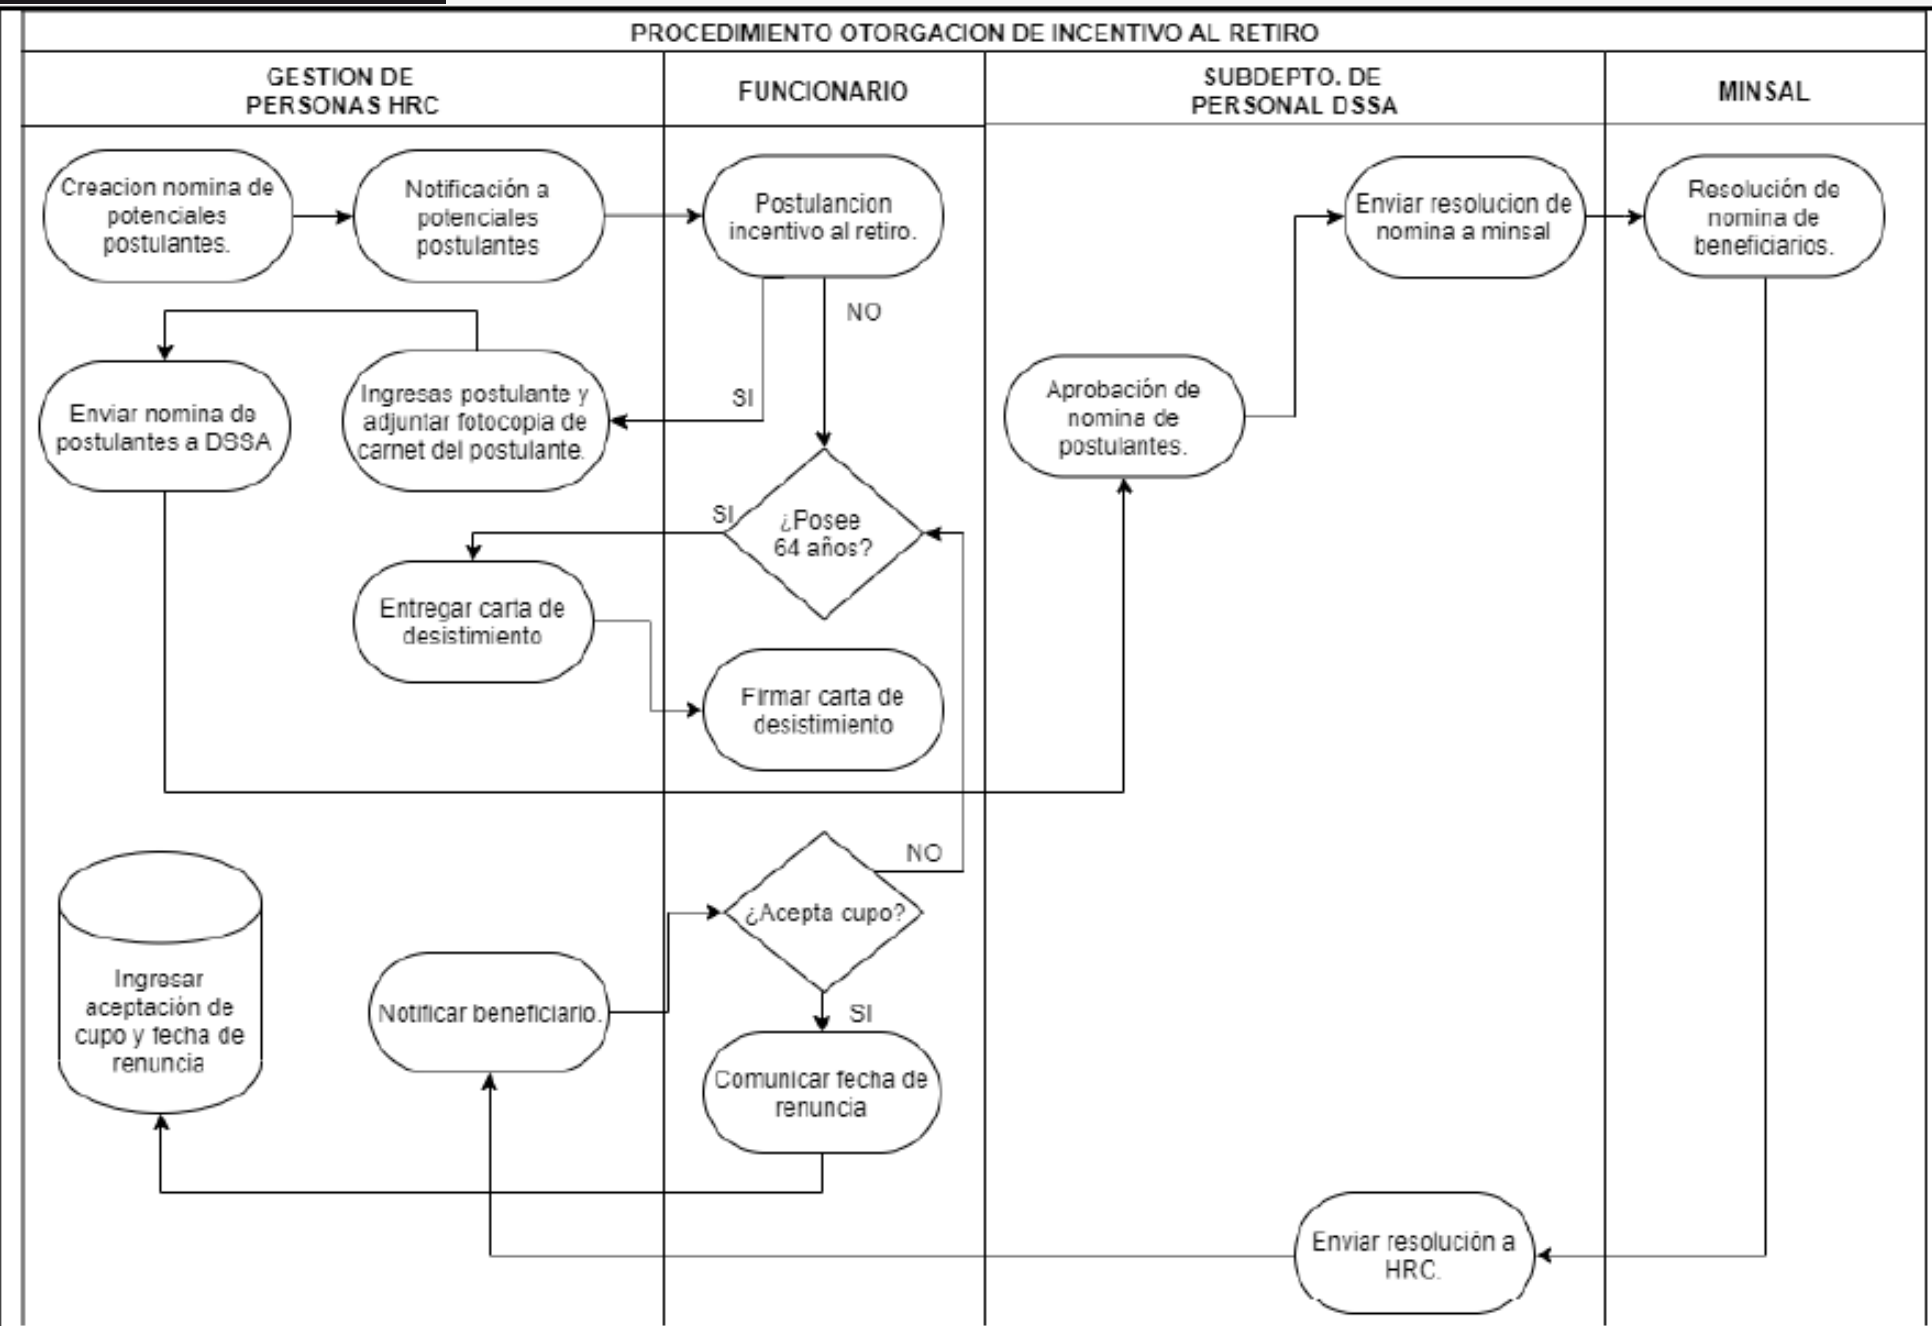 PROCEDIMIENTO OTORGACION DE INCENTIVO AL RETIRO
GESTION DE
PERSONAS HRC
FUNCIONARIO
SUBDEPTO. DE
PERSONAL DSSA
MINSAL
Creacion nomina de
potenciales
postulantes.
Notificación a
potenciales
postulantes
Postulancion
incentivo al retiro.
Enviar resolucion de
nomina a minsal
Resolución de
nomina de
beneficiarios.
NO
SI
Enviar nomina de
postulantes a DSSA
Ingresas postulante y
adjuntar fotocopia de
carnet del postulante.
Aprobación de
nomina de
postulantes.
SI
¿Posee
64 años?
Entregar carta de
desistimiento
Firmar carta de
desistimiento
NO
¿Acepta cupo?
Ingresar
aceptación de
cupo y fecha de
renuncia
Notificar beneficiario.
SI
Comunicar fecha de
renuncia
Enviar resolución a
HRC.